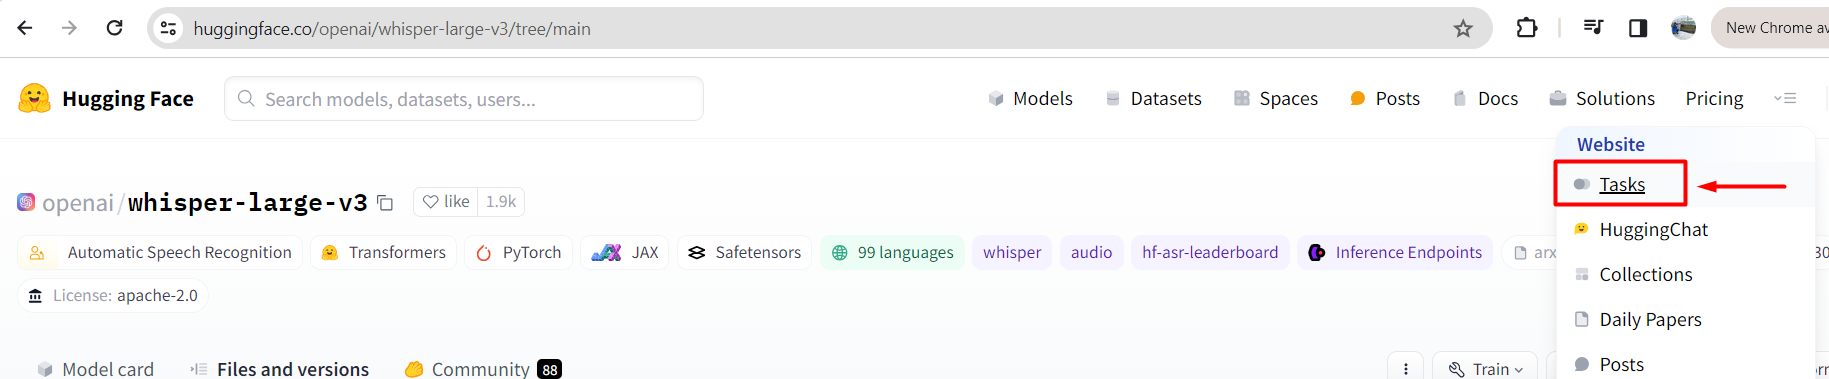 huggingface.co/openai/whisper-large-v3/tree/main
New Chrome av
Hugging Face
Search models, datasets, users...
Models
Datasets
Spaces
Posts
Docs
Solutions
Pricing
Website
Tasks
HuggingChat
Collections
Daily Papers
Posts
openai/whisper-large-v3
like 1.9k
Automatic Speech Recognition
Transformers
PyTorch
JAX
Safetensors
99 languages
whisper
audio
hf-asr-leaderboard
Inference Endpoints
License: apache-2.0
Model card
Files and versions
Community 88
Train